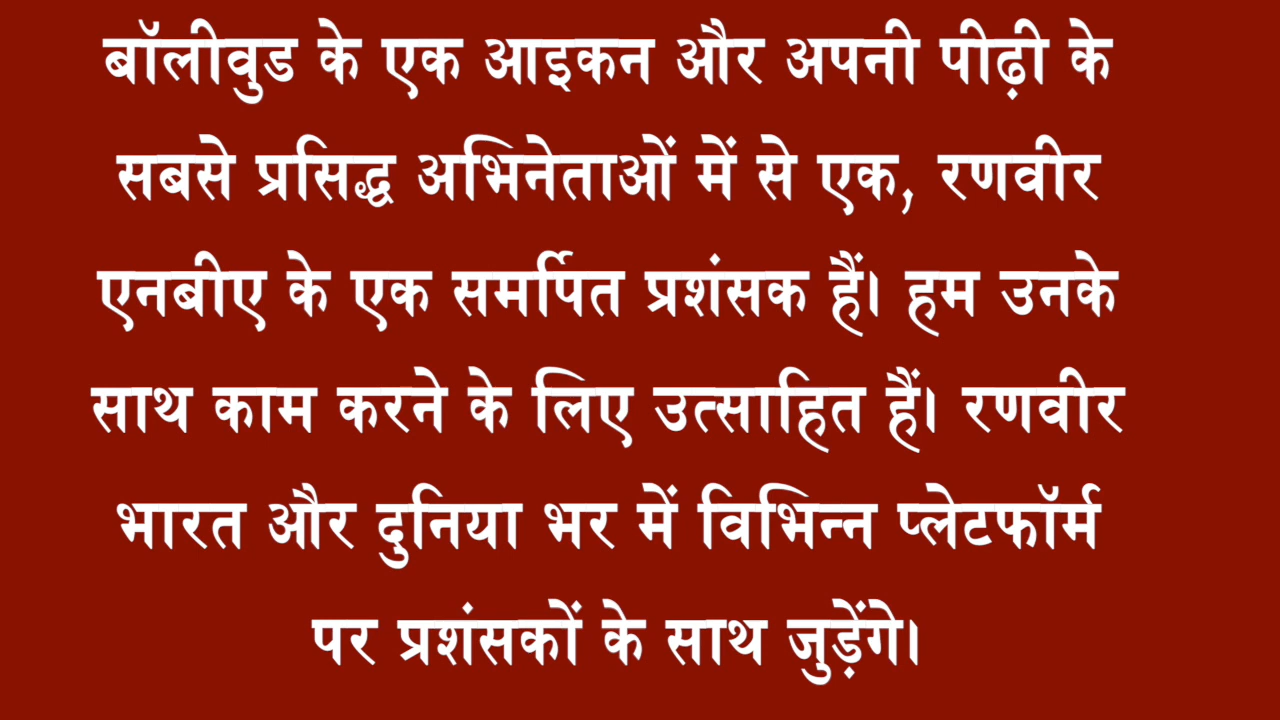 बॉलीवुड के एक आइकन और अपनी पीढ़ी के
सबसे प्रसिद्ध अभिनेताओं में से एक, रणवीर
एनबीए के एक समर्पित प्रशंसक हैं। हम उनके
साथ काम करने के लिए उत्साहित हैं। रणवीर
भारत और दुनिया भर में विभिन्न प्लेटफॉर्म
पर प्रशंसकों के साथ जुड़ेंगे।